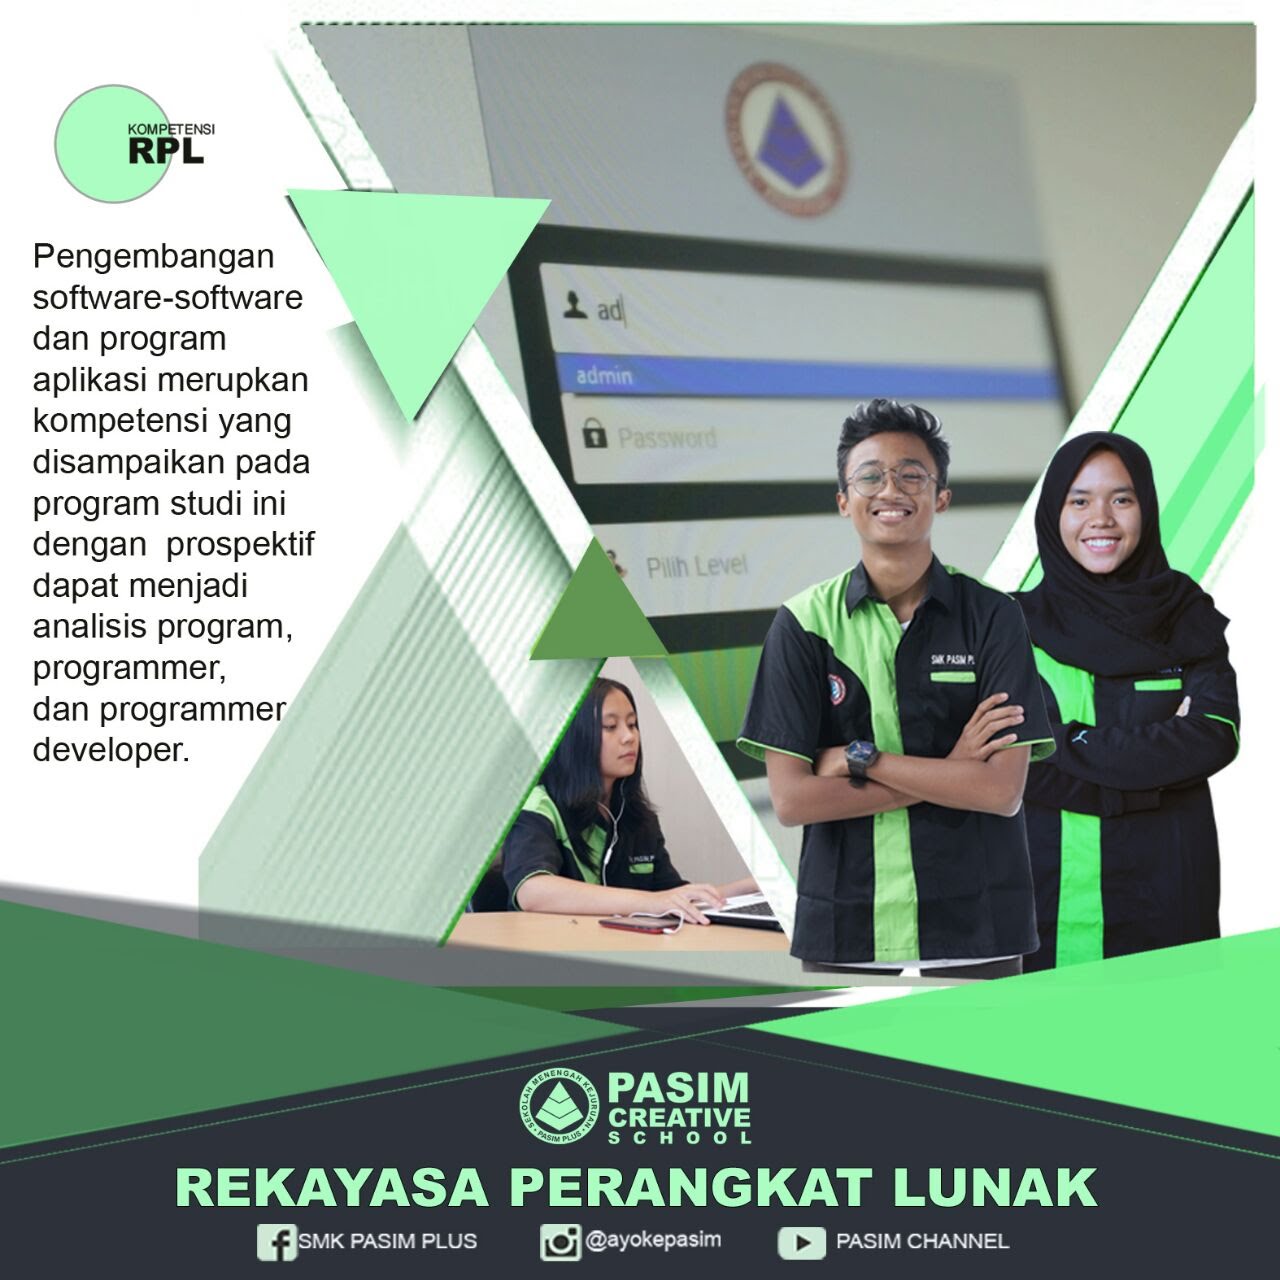 KOMPETENSI
RPL
Pengembangan
software-software
dan program
aplikasi merupkan
kompetensi yang
disampaikan pada
program studi ini
dengan prospektif
dapat menjadi
analisis program,
programmer,
dan programmer
developer.
ad
admin
Password
Pilih Level
SMK PASIM PL
SEKOLAH MENENGAH KEJURUAN
PASIM PLUS
PASIM
CREATIVE
SCHOOL
REKAYASA PERANGKAT LUNAK
SMK PASIM PLUS
@ayokepasim
PASIM CHANNEL